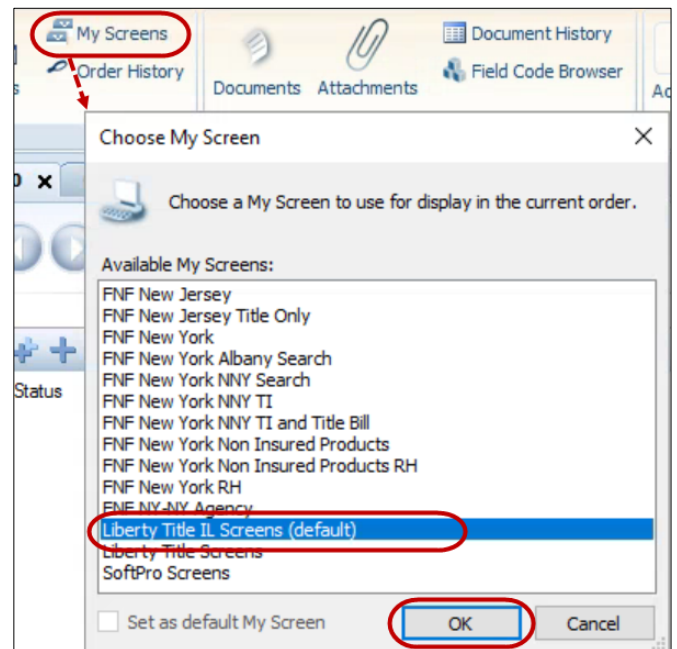 My Screens
Document History
Order History
Documents
Attachments
Field Code Browser
Choose My Screen
Choose a My Screen to use for display in the current order.
Available My Screens:
FNF New Jersey
FNF New Jersey Title Only
FNF New York
FNF New York Albany Search
FNF New York NNY Search
Status
FNF New York NNY TI
FNF New York NNY TI and Title Bill
FNF New York Non Insured Products
FNF New York Non Insured Products RH
FNF New York RH
FNF NY-NY Agency
Liberty Title IL Screens (default)
Liberty Title Screens
SoftPro Screens
Set as default My Screen
OK
Cancel